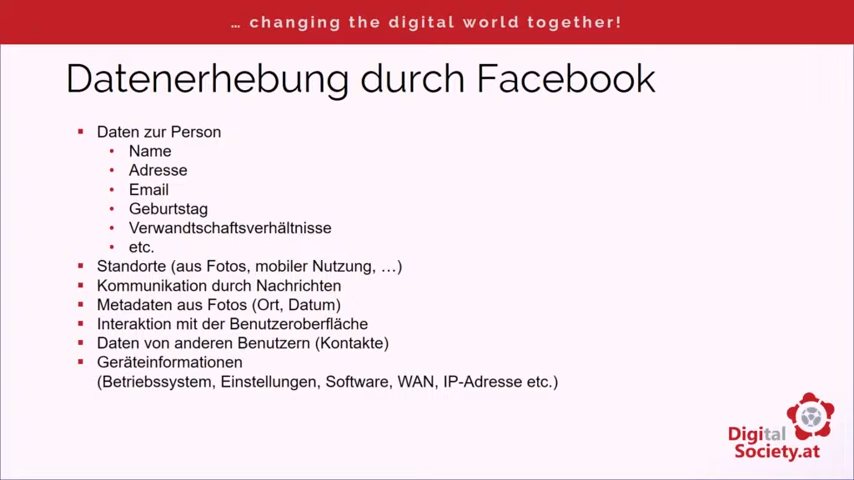 … changing the digital world together!
Datenerhebung durch Facebook
Daten zur Person
Name
Adresse
Email
Geburtstag
Verwandtschaftsverhältnisse
etc.
Standorte (aus Fotos, mobiler Nutzung, …)
Kommunikation durch Nachrichten
Metadaten aus Fotos (Ort, Datum)
Interaktion mit der Benutzeroberfläche
Daten von anderen Benutzern (Kontakte)
Geräteinformationen
(Betriebssystem, Einstellungen, Software, WAN, IP-Adresse etc.)
Digital
Society.at